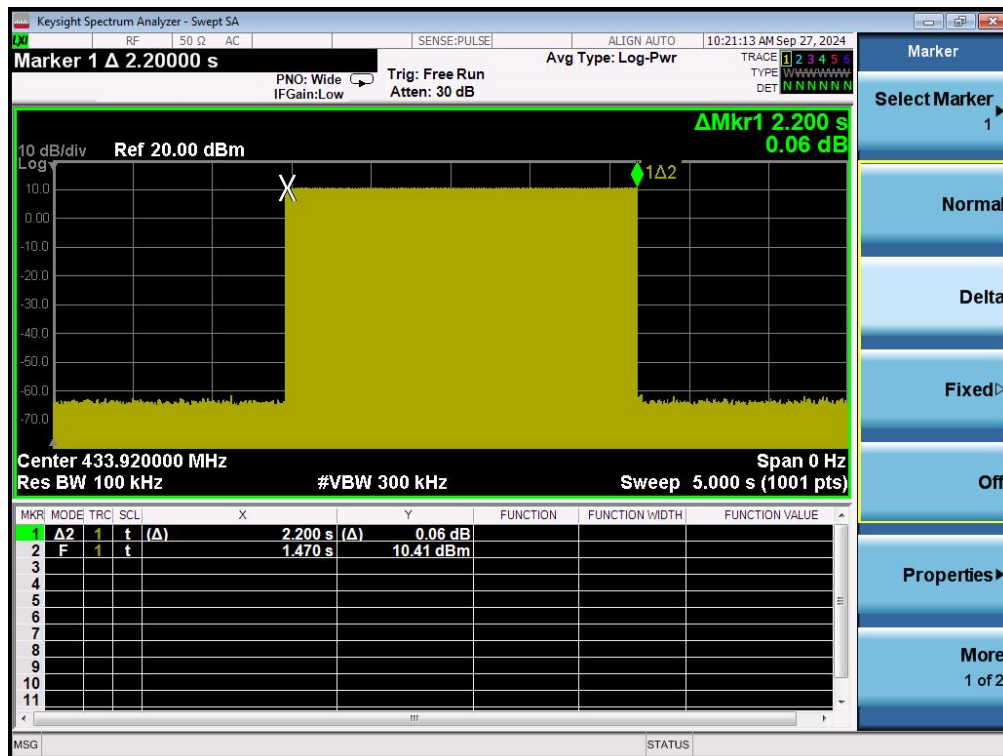 Keysight Spectrum Analyzer - Swept SA
LXI RF 50 Ω AC SENSE:PULSE ALIGN AUTO 10:21:13 AM Sep 27, 2024
Marker 1 Δ 2.20000 s
PNO: Wide
IFGain:Low
Trig: Free Run
Atten: 30 dB
Avg Type: Log-Pwr
TRACE 1 2 3 4 5 6
TYPE WWWWWW
DET N N N N N N
ΔMkr1 2.200 s
0.06 dB
10 dB/div Ref 20.00 dBm
Log
1Δ2
X
10.0
0.00
-10.0
-20.0
-30.0
-40.0
-50.0
-60.0
-70.0
Center 433.920000 MHz Span 0 Hz
Res BW 100 kHz #VBW 300 kHz Sweep 5.000 s (1001 pts)
MKR MODE TRC SCL X Y FUNCTION FUNCTION WIDTH FUNCTION VALUE
1 Δ2 1 t (Δ) 2.200 s (Δ) 0.06 dB
2 F 1 t 1.470 s 10.41 dBm
3
4
5
6
7
8
9
10
11
MSG STATUS
Marker
Select Marker
1
Normal
Delta
Fixed
Off
Properties
More
1 of 2